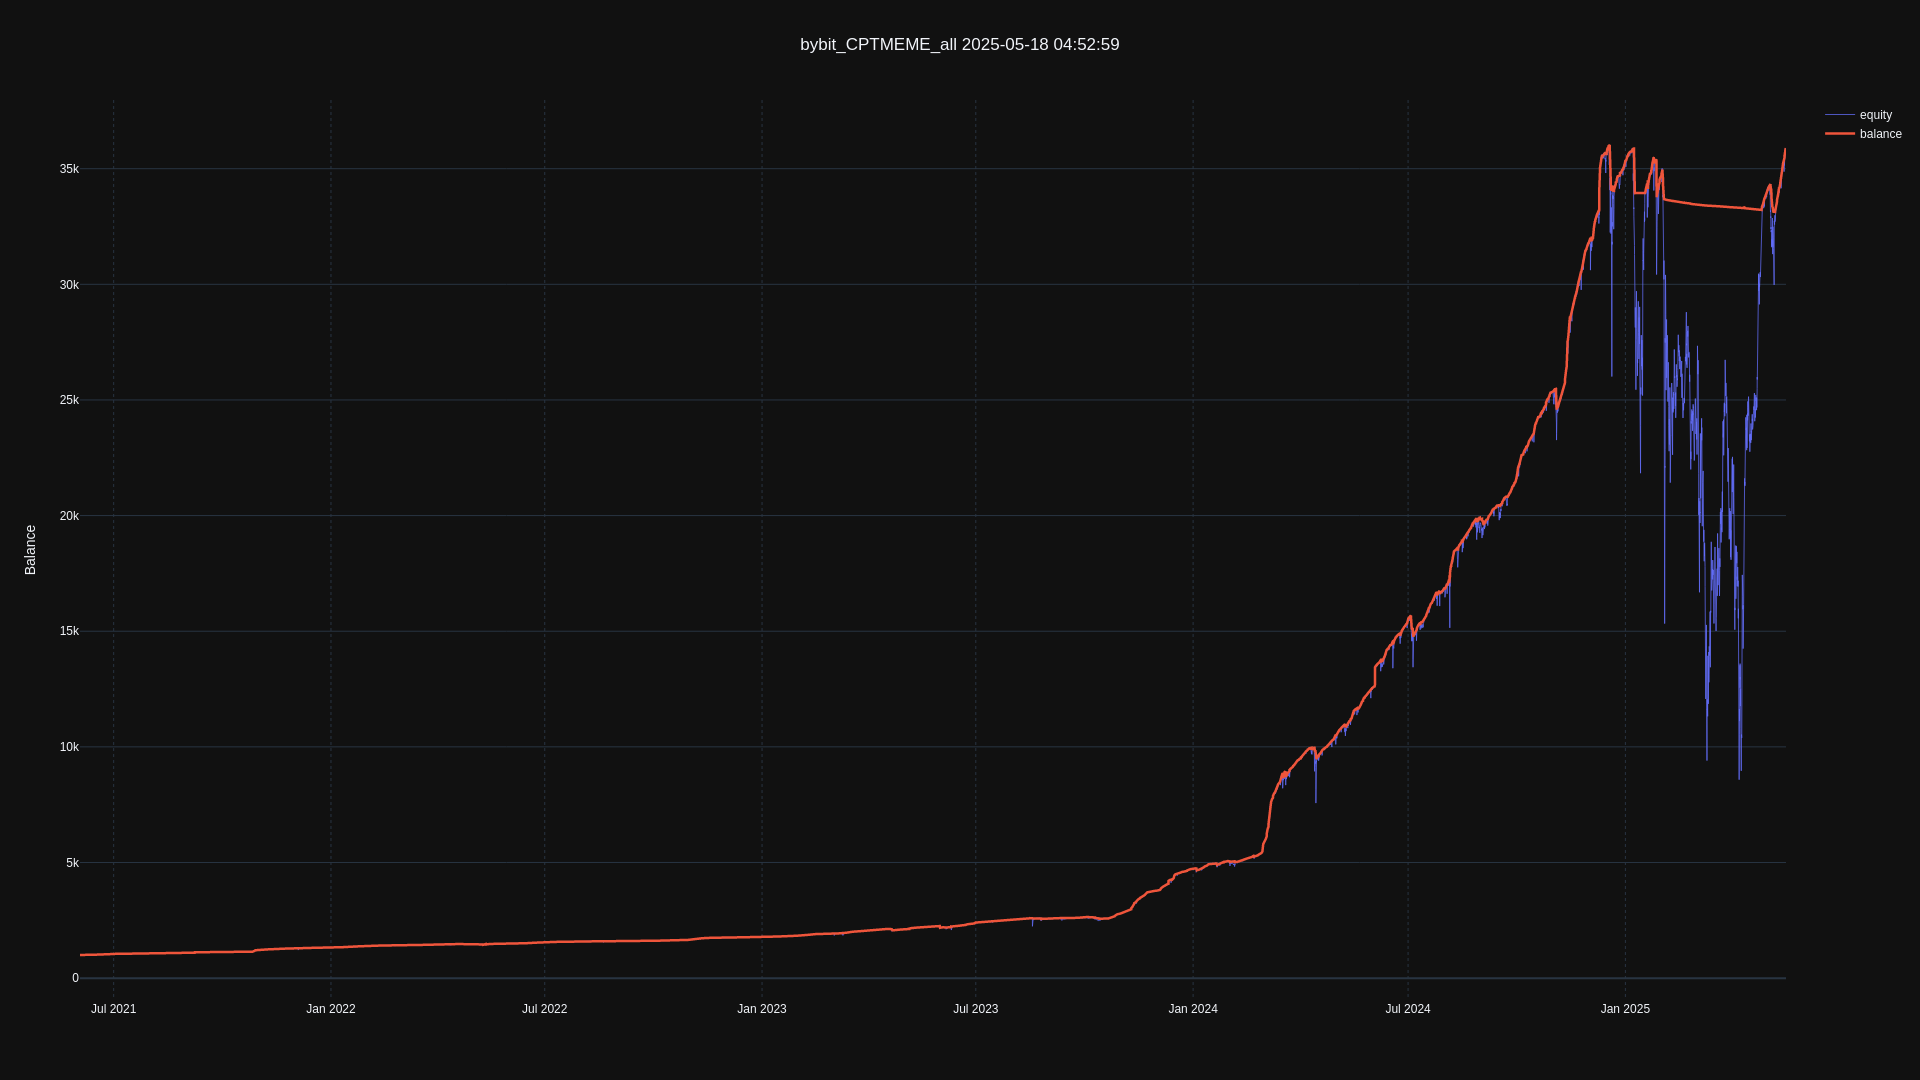 bybit_CPTMEME_all 2025-05-18 04:52:59
equity
balance
35k
30k
25k
20k
15k
10k
5k
0
Balance
Jul 2021
Jan 2022
Jul 2022
Jan 2023
Jul 2023
Jan 2024
Jul 2024
Jan 2025